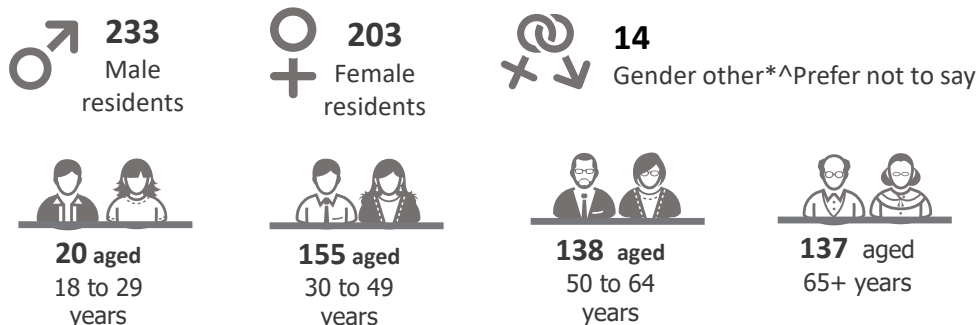 233
Male
residents
203
Female
residents
14
Gender other*^Prefer not to say
20 aged
18 to 29
years
155 aged
30 to 49
years
138 aged
50 to 64
years
137 aged
65+ years